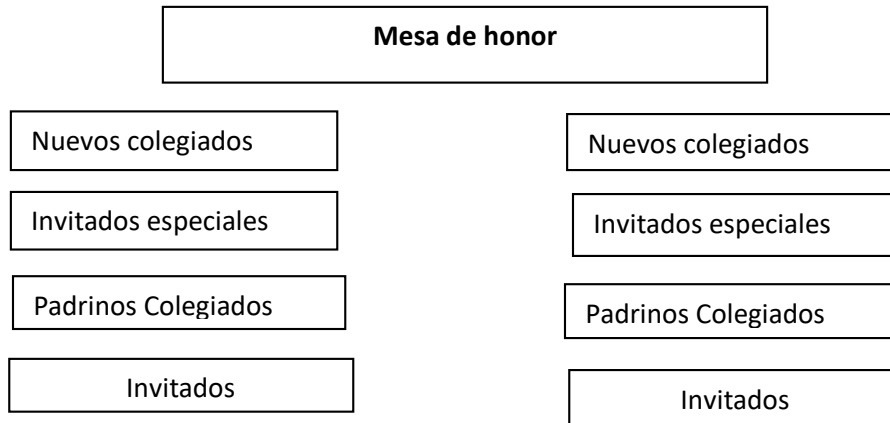 Mesa de honor
Nuevos colegiados
Nuevos colegiados
Invitados especiales
Invitados especiales
Padrinos Colegiados
Padrinos Colegiados
Invitados
Invitados